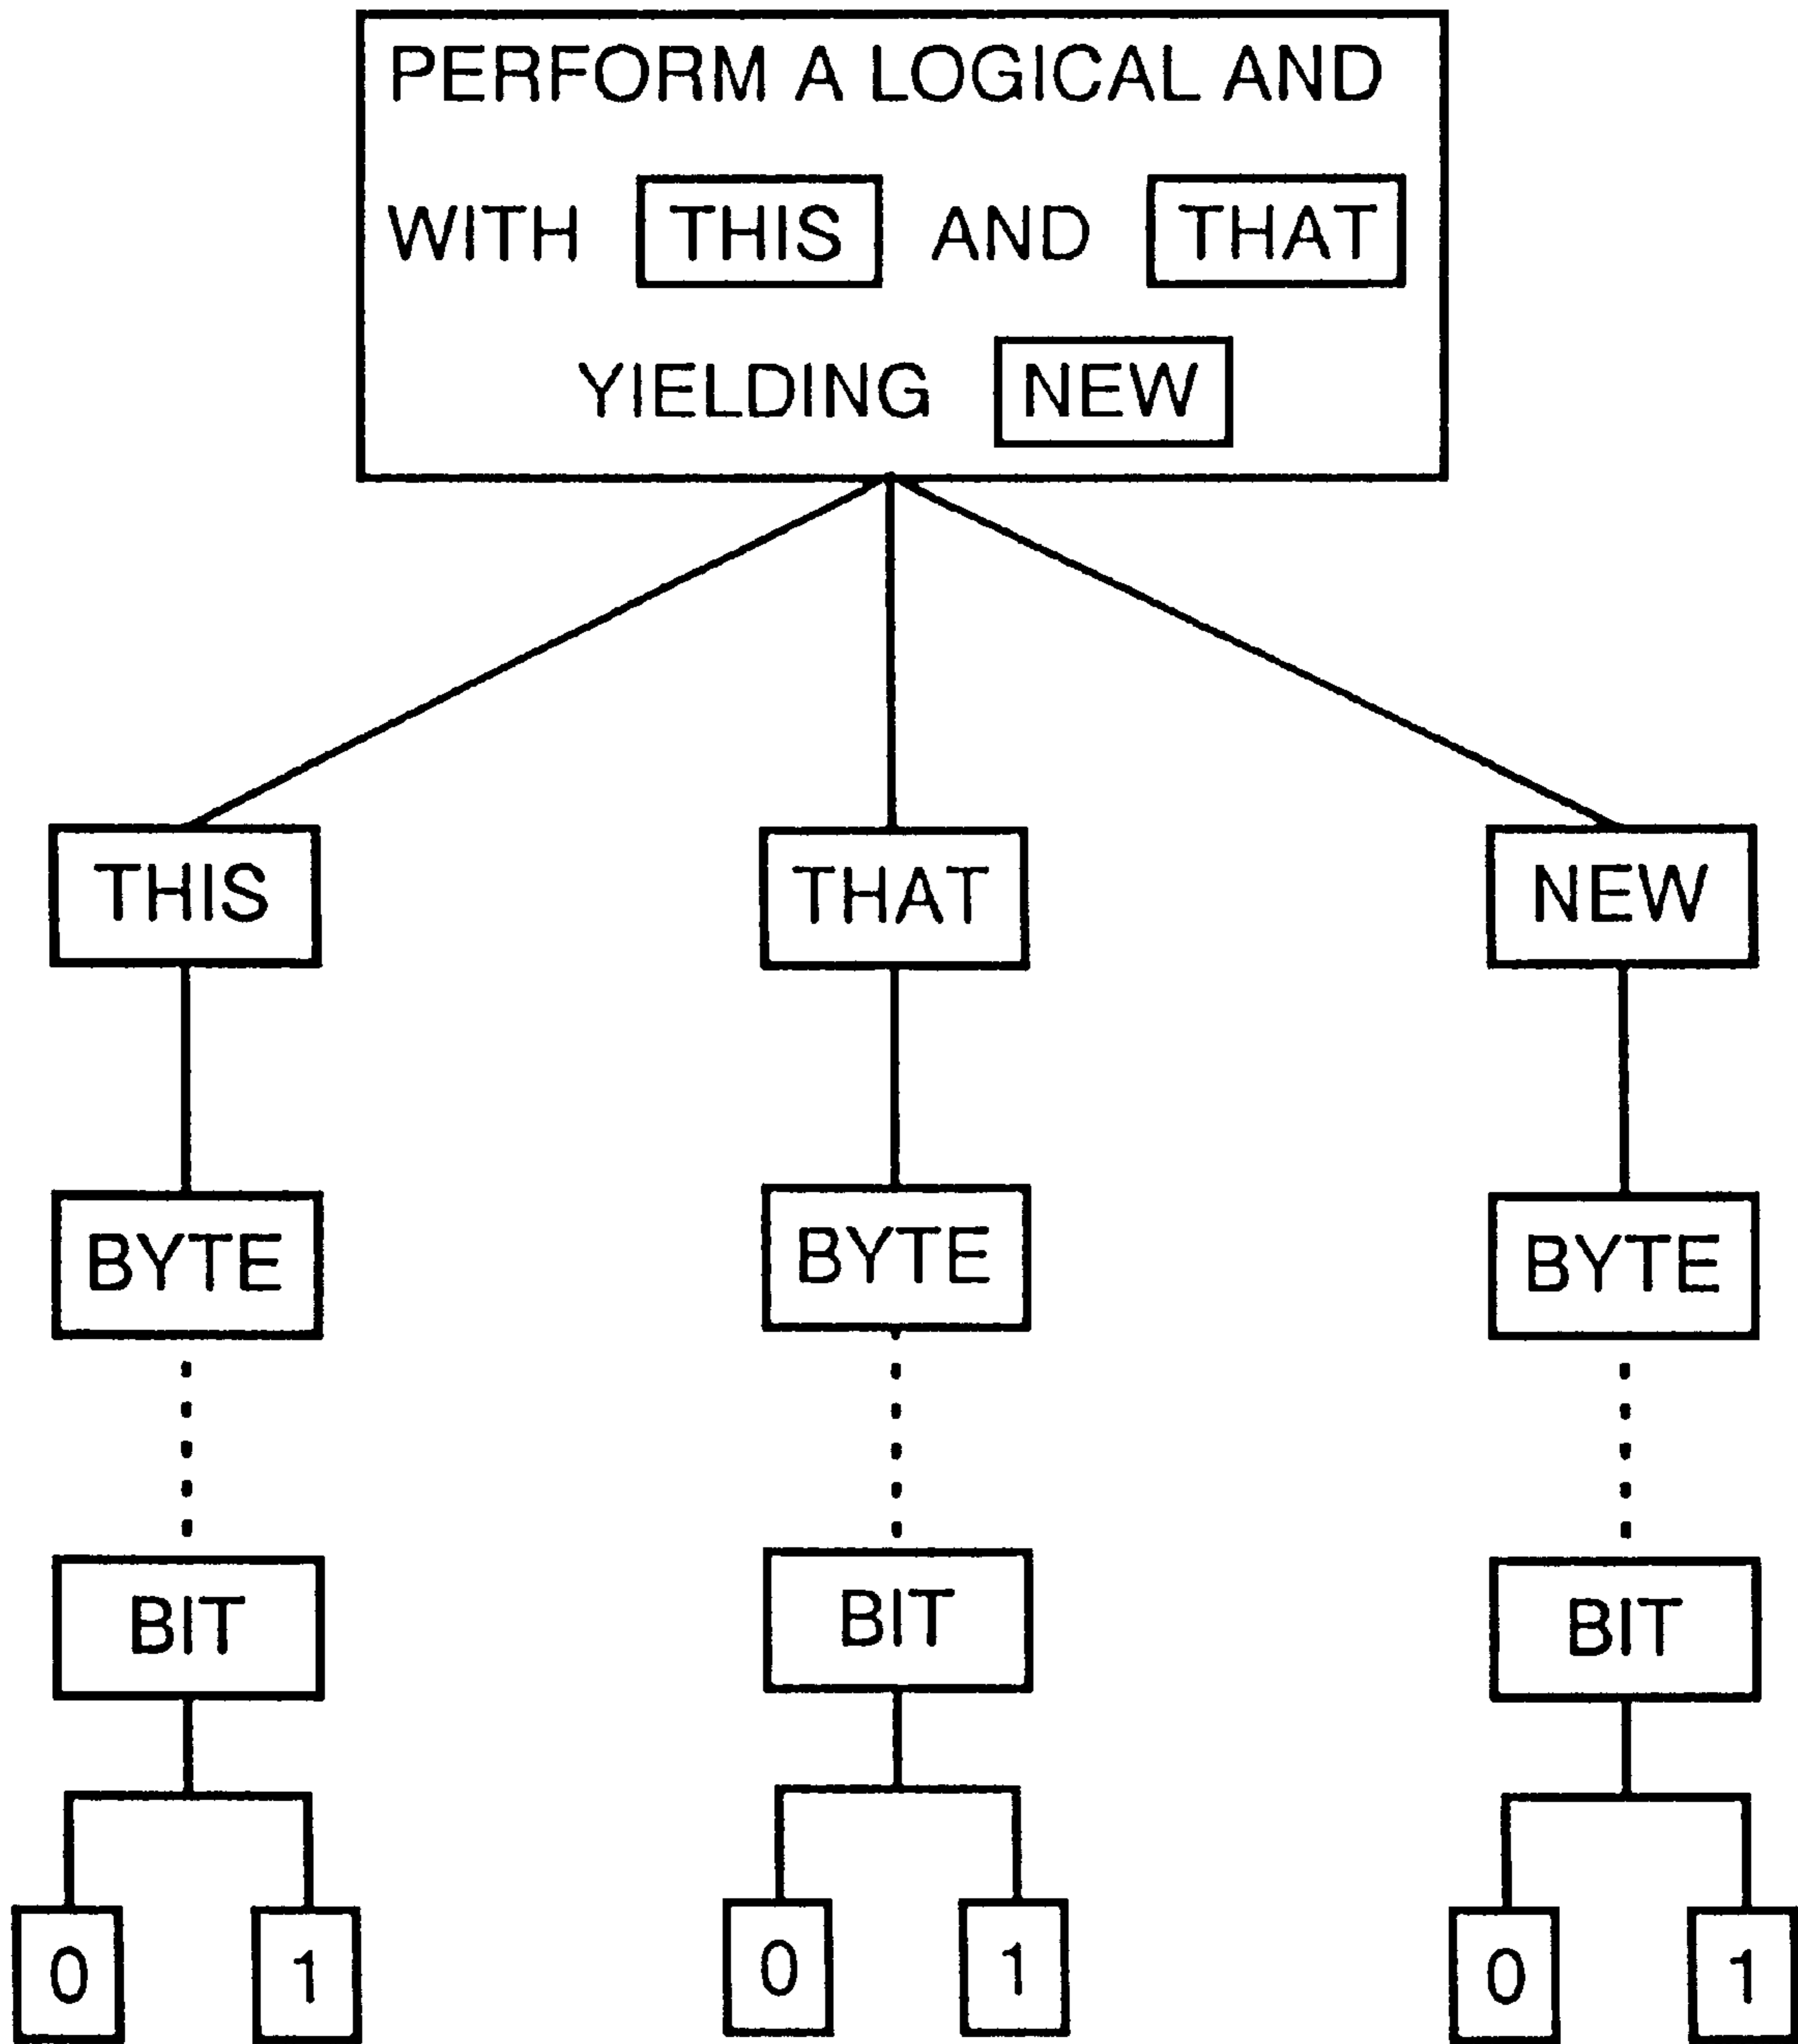 PERFORM A LOGICAL AND
WITH THIS AND THAT
YIELDING NEW
THIS THAT NEW
BYTE BYTE BYTE
BIT BIT BIT
0 1 0 1 0 1